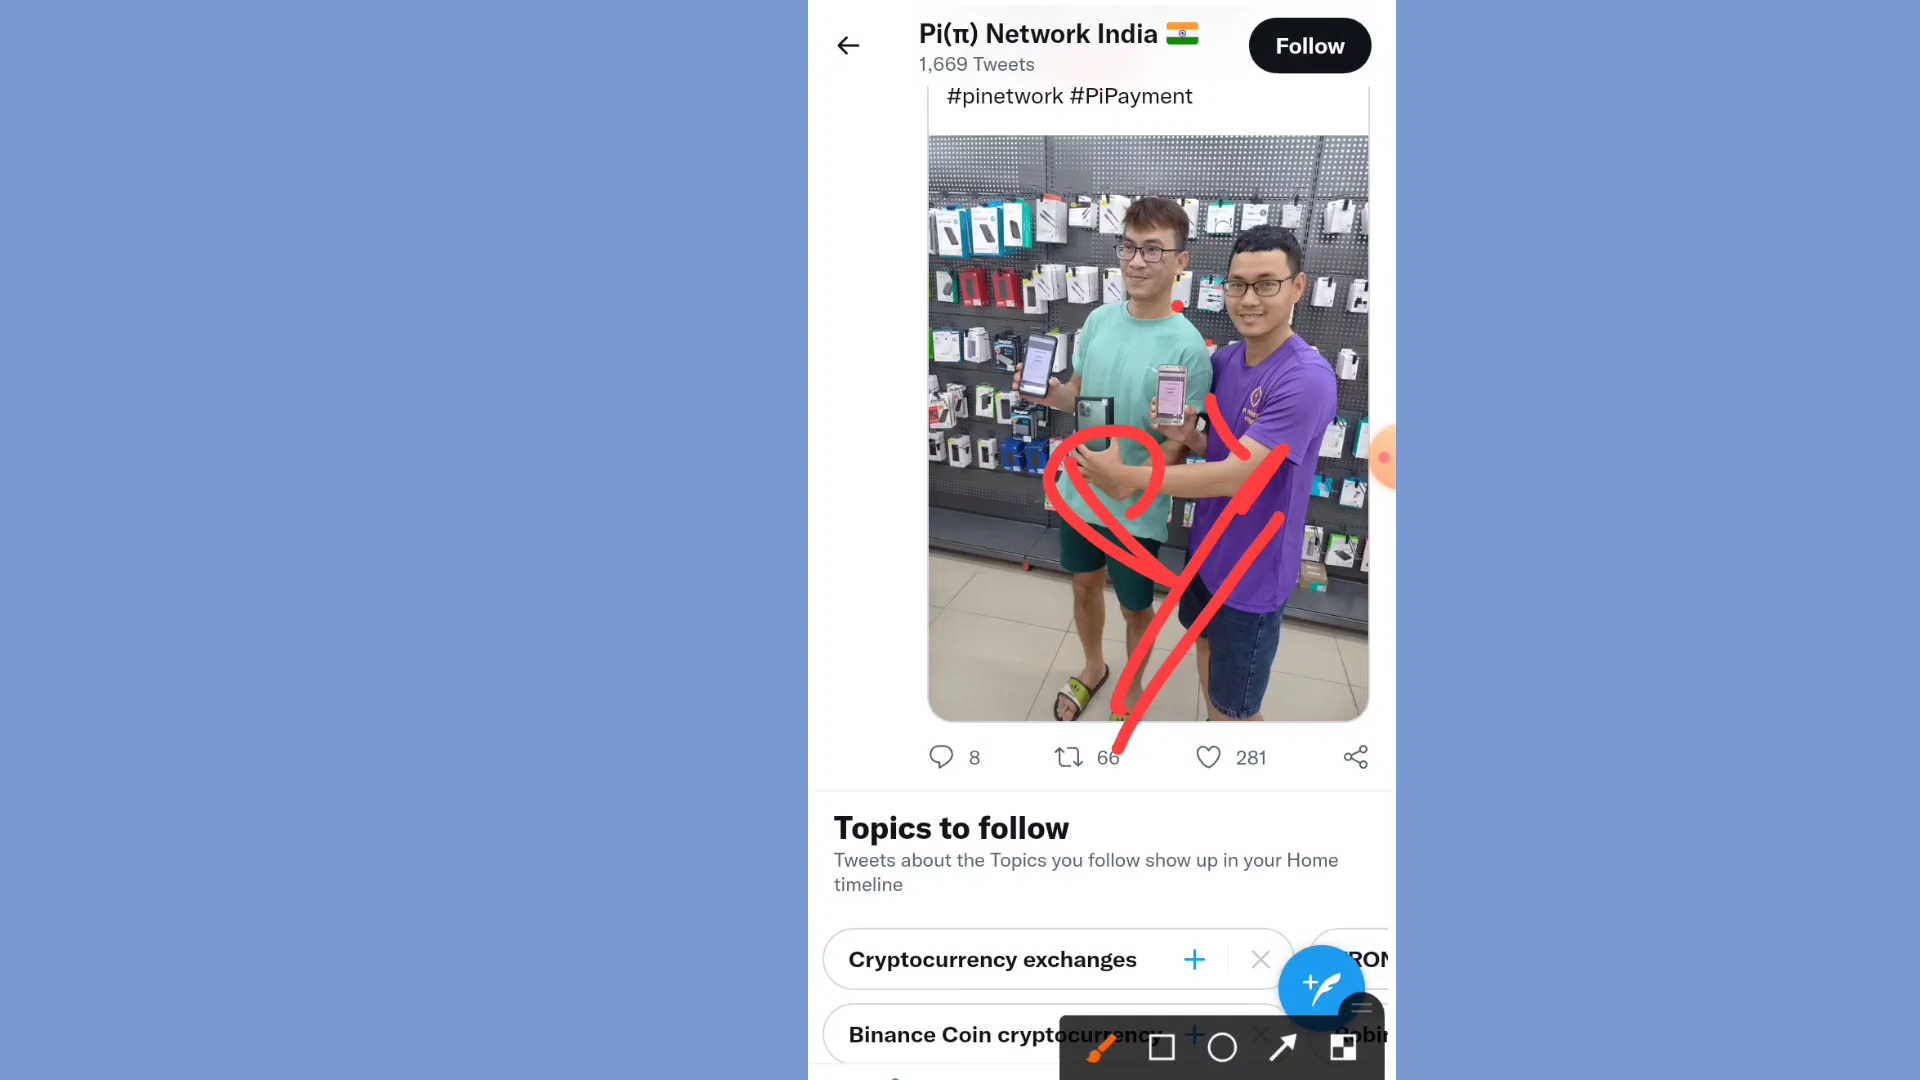 Pi(π) Network India
Follow
1,669 Tweets
#pinetwork #PiPayment
8
66
281
Topics to follow
Tweets about the Topics you follow show up in your Home
timeline
Cryptocurrency exchanges
Binance Coin cryptocurrency